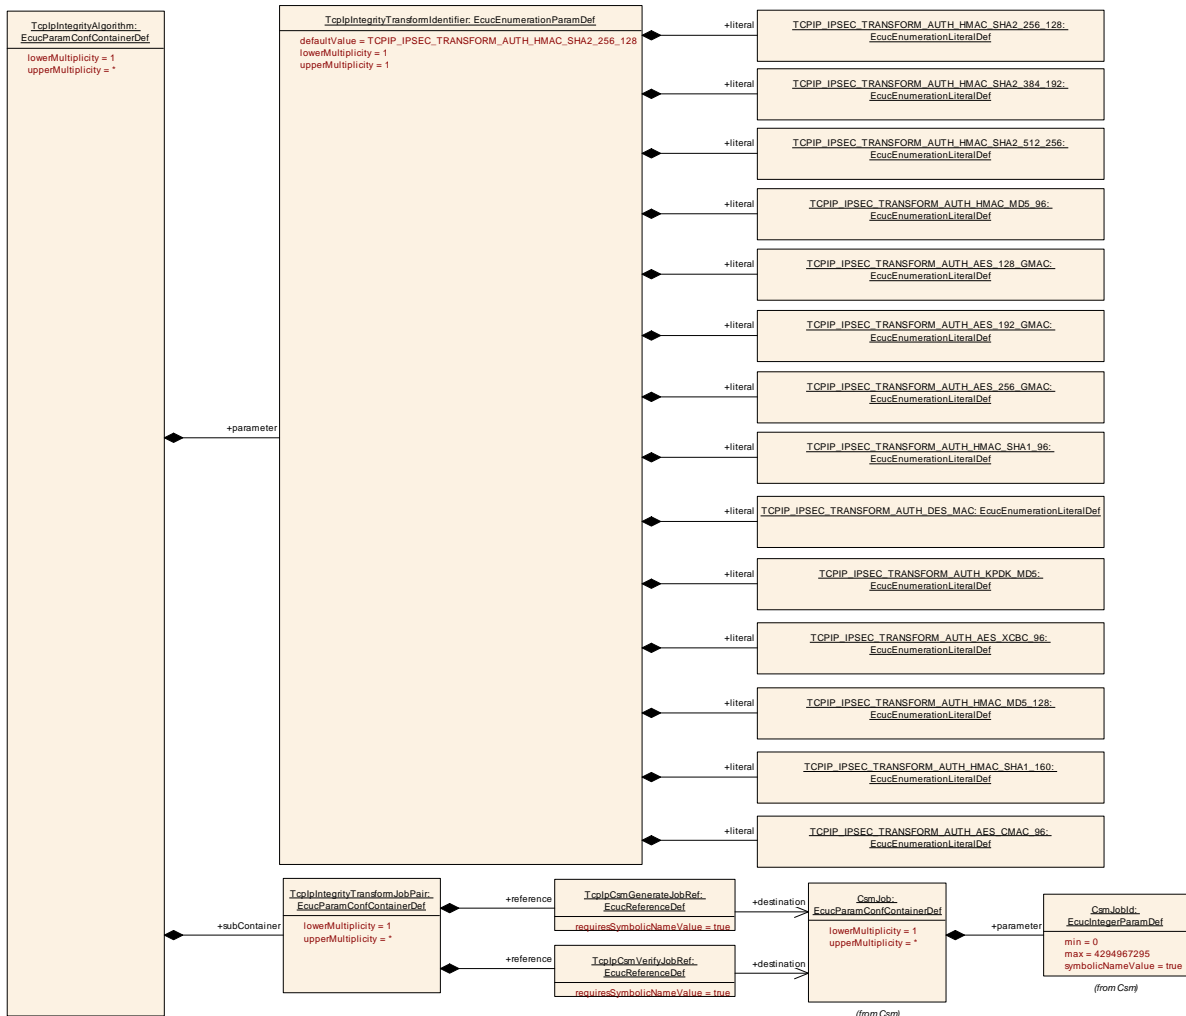 TcpIpIntegrityAlgorithm:
EcucParamConfContainerDef
lowerMultiplicity = 1
upperMultiplicity = *
TcpIpIntegrityTransformIdentifier: EcucEnumerationParamDef
defaultValue = TCPIP_IPSEC_TRANSFORM_AUTH_HMAC_SHA2_256_128
lowerMultiplicity = 1
upperMultiplicity = 1
+literal
TCPIP_IPSEC_TRANSFORM_AUTH_HMAC_SHA2_256_128:
EcucEnumerationLiteralDef
+literal
TCPIP_IPSEC_TRANSFORM_AUTH_HMAC_SHA2_384_192:
EcucEnumerationLiteralDef
+literal
TCPIP_IPSEC_TRANSFORM_AUTH_HMAC_SHA2_512_256:
EcucEnumerationLiteralDef
+literal
TCPIP_IPSEC_TRANSFORM_AUTH_HMAC_MD5_96:
EcucEnumerationLiteralDef
+literal
TCPIP_IPSEC_TRANSFORM_AUTH_AES_128_GMAC:
EcucEnumerationLiteralDef
+literal
TCPIP_IPSEC_TRANSFORM_AUTH_AES_192_GMAC:
EcucEnumerationLiteralDef
+literal
TCPIP_IPSEC_TRANSFORM_AUTH_AES_256_GMAC:
EcucEnumerationLiteralDef
+parameter
+literal
TCPIP_IPSEC_TRANSFORM_AUTH_HMAC_SHA1_96:
EcucEnumerationLiteralDef
+literal
TCPIP_IPSEC_TRANSFORM_AUTH_DES_MAC: EcucEnumerationLiteralDef
+literal
TCPIP_IPSEC_TRANSFORM_AUTH_KPDK_MD5:
EcucEnumerationLiteralDef
+literal
TCPIP_IPSEC_TRANSFORM_AUTH_AES_XCBC_96:
EcucEnumerationLiteralDef
+literal
TCPIP_IPSEC_TRANSFORM_AUTH_HMAC_MD5_128:
EcucEnumerationLiteralDef
+literal
TCPIP_IPSEC_TRANSFORM_AUTH_HMAC_SHA1_160:
EcucEnumerationLiteralDef
+literal
TCPIP_IPSEC_TRANSFORM_AUTH_AES_CMAC_96:
EcucEnumerationLiteralDef
+subContainer
TcpIpIntegrityTransformJobPair:
EcucParamConfContainerDef
lowerMultiplicity = 1
upperMultiplicity = *
+reference
TcpIpCsmGenerateJobRef:
EcucReferenceDef
requiresSymbolicNameValue = true
+destination
+reference
TcpIpCsmVerifyJobRef:
EcucReferenceDef
requiresSymbolicNameValue = true
+destination
CsmJob:
EcucParamConfContainerDef
lowerMultiplicity = 1
upperMultiplicity = *
(from Csm)
+parameter
CsmJobId:
EcucIntegerParamDef
min = 0
max = 4294967295
symbolicNameValue = true
(from Csm)